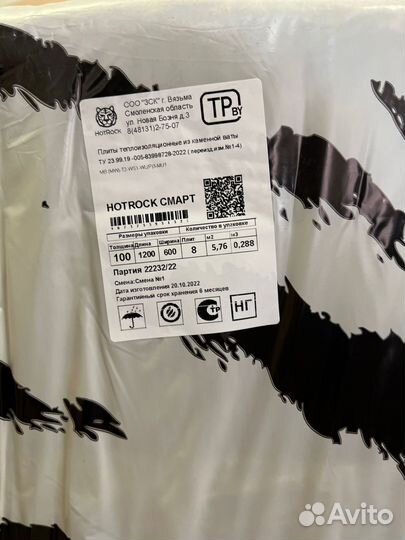 ООО "ЗСК" г. Вязьма
Смоленская область
ул. Новая Бозня д.3
8(48131)2-75-07
HotRock
ТР BY
Плиты теплоизоляционные из каменной ваты
ТУ 23.99.19 -005-83998728-2022 ( переизд.изм.№1-4)
HOTROCK СМАРТ
Размеры упаковки Количество в упаковке
Толщина Длина Ширина Плит м2 м3
100 1200 600 8 5,76 0,288
Партия 22232/22
Смена:Смена №1
Дата изготовления 20.10.2022
Гарантийный срок хранения 6 месяцев
НГ
Avito